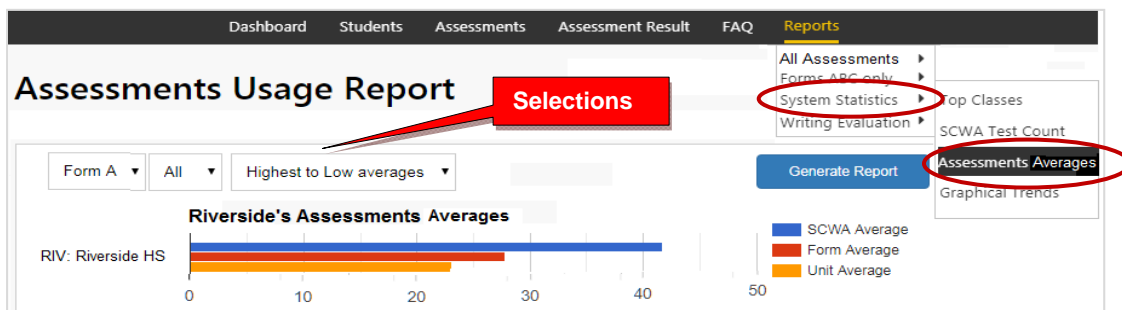 Dashboard Students Assessments Assessment Result FAQ Reports
Assessments Usage Report
Selections
All Assessments
Forms ABC only
System Statistics
Writing Evaluation
Top Classes
SCWA Test Count
Assessments Averages
Graphical Trends
Form A All Highest to Low averages Generate Report
Riverside's Assessments Averages
RIV: Riverside HS
SCWA Average
Form Average
Unit Average
0 10 20 30 40 50